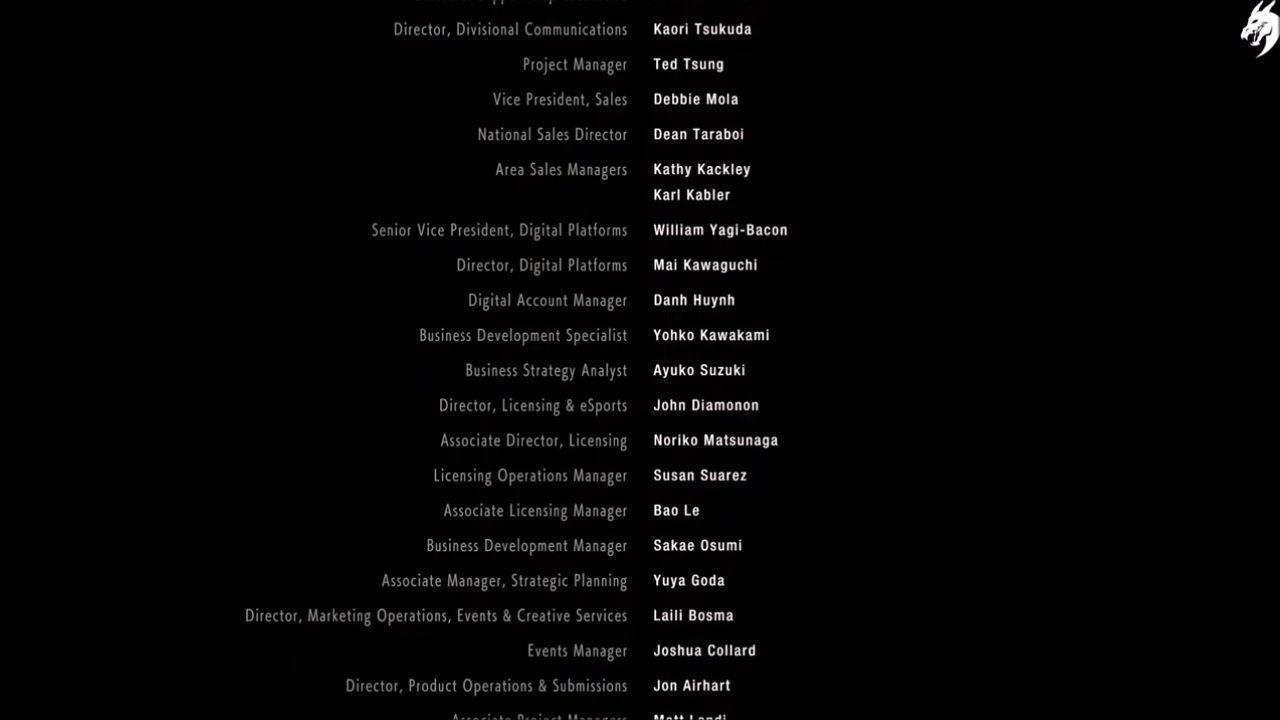 Director, Divisional Communications Kaori Tsukuda
Project Manager Ted Tsung
Vice President, Sales Debbie Mola
National Sales Director Dean Taraboi
Area Sales Managers Kathy Kackley
Karl Kabler
Senior Vice President, Digital Platforms William Yagi-Bacon
Director, Digital Platforms Mai Kawaguchi
Digital Account Manager Danh Huynh
Business Development Specialist Yohko Kawakami
Business Strategy Analyst Ayuko Suzuki
Director, Licensing & eSports John Diamonon
Associate Director, Licensing Noriko Matsunaga
Licensing Operations Manager Susan Suarez
Associate Licensing Manager Bao Le
Business Development Manager Sakae Osumi
Associate Manager, Strategic Planning Yuya Goda
Director, Marketing Operations, Events & Creative Services Laili Bosma
Events Manager Joshua Collard
Director, Product Operations & Submissions Jon Airhart
Associate Project Managers Matt Landi